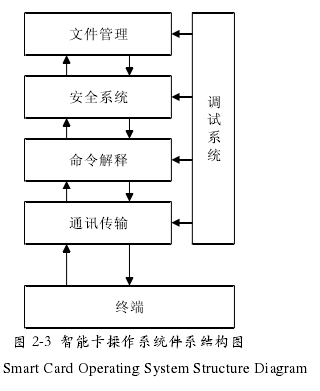 文件管理
安全系统
命令解释
通讯传输
调试系统
终端
图 2-3 智能卡操作系统件系结构图
Smart Card Operating System Structure Diagram